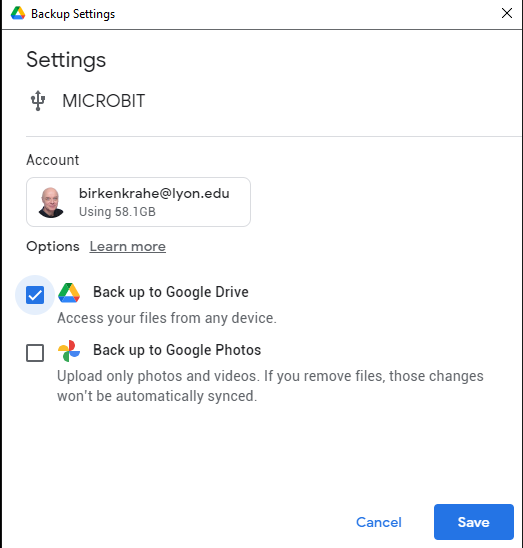 Backup Settings
Settings
MICROBIT
Account
birkenkrahe@lyon.edu
Using 58.1GB
Options Learn more
Back up to Google Drive
Access your files from any device.
Back up to Google Photos
Upload only photos and videos. If you remove files, those changes
won't be automatically synced.
Cancel Save